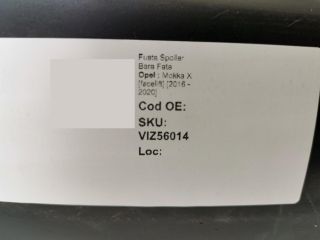 Fusta Spoiler
Bara Fata
Opel : Mokka X
[facelift] [2016 -
2020]
Cod OE:
SKU:
VIZ56014
Loc: